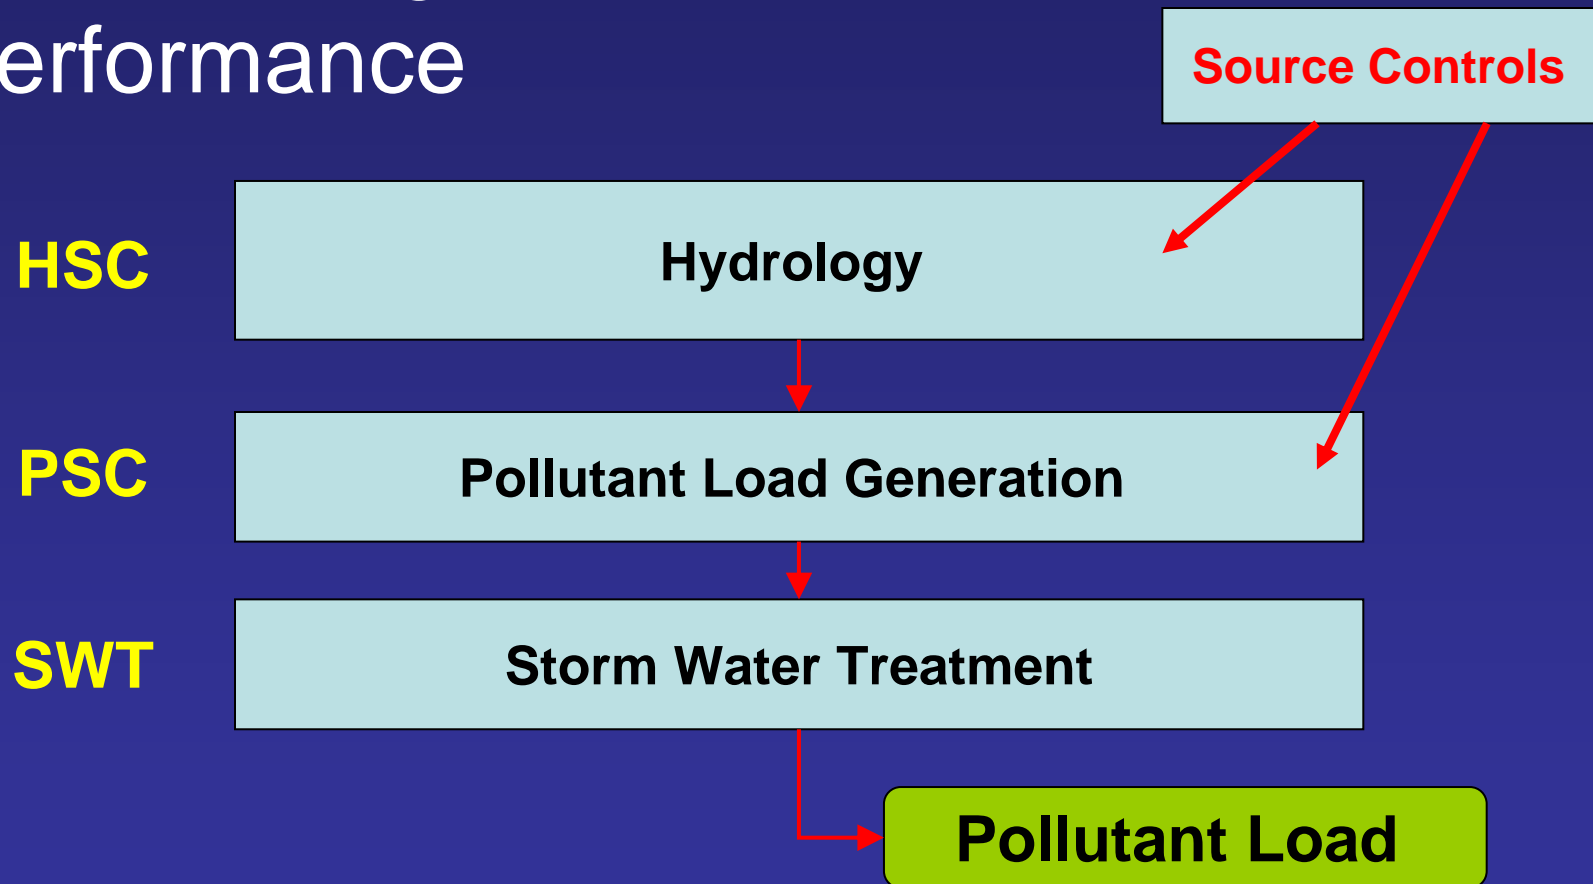 erformance
Source Controls
HSC
Hydrology
PSC
Pollutant Load Generation
SWT
Storm Water Treatment
Pollutant Load